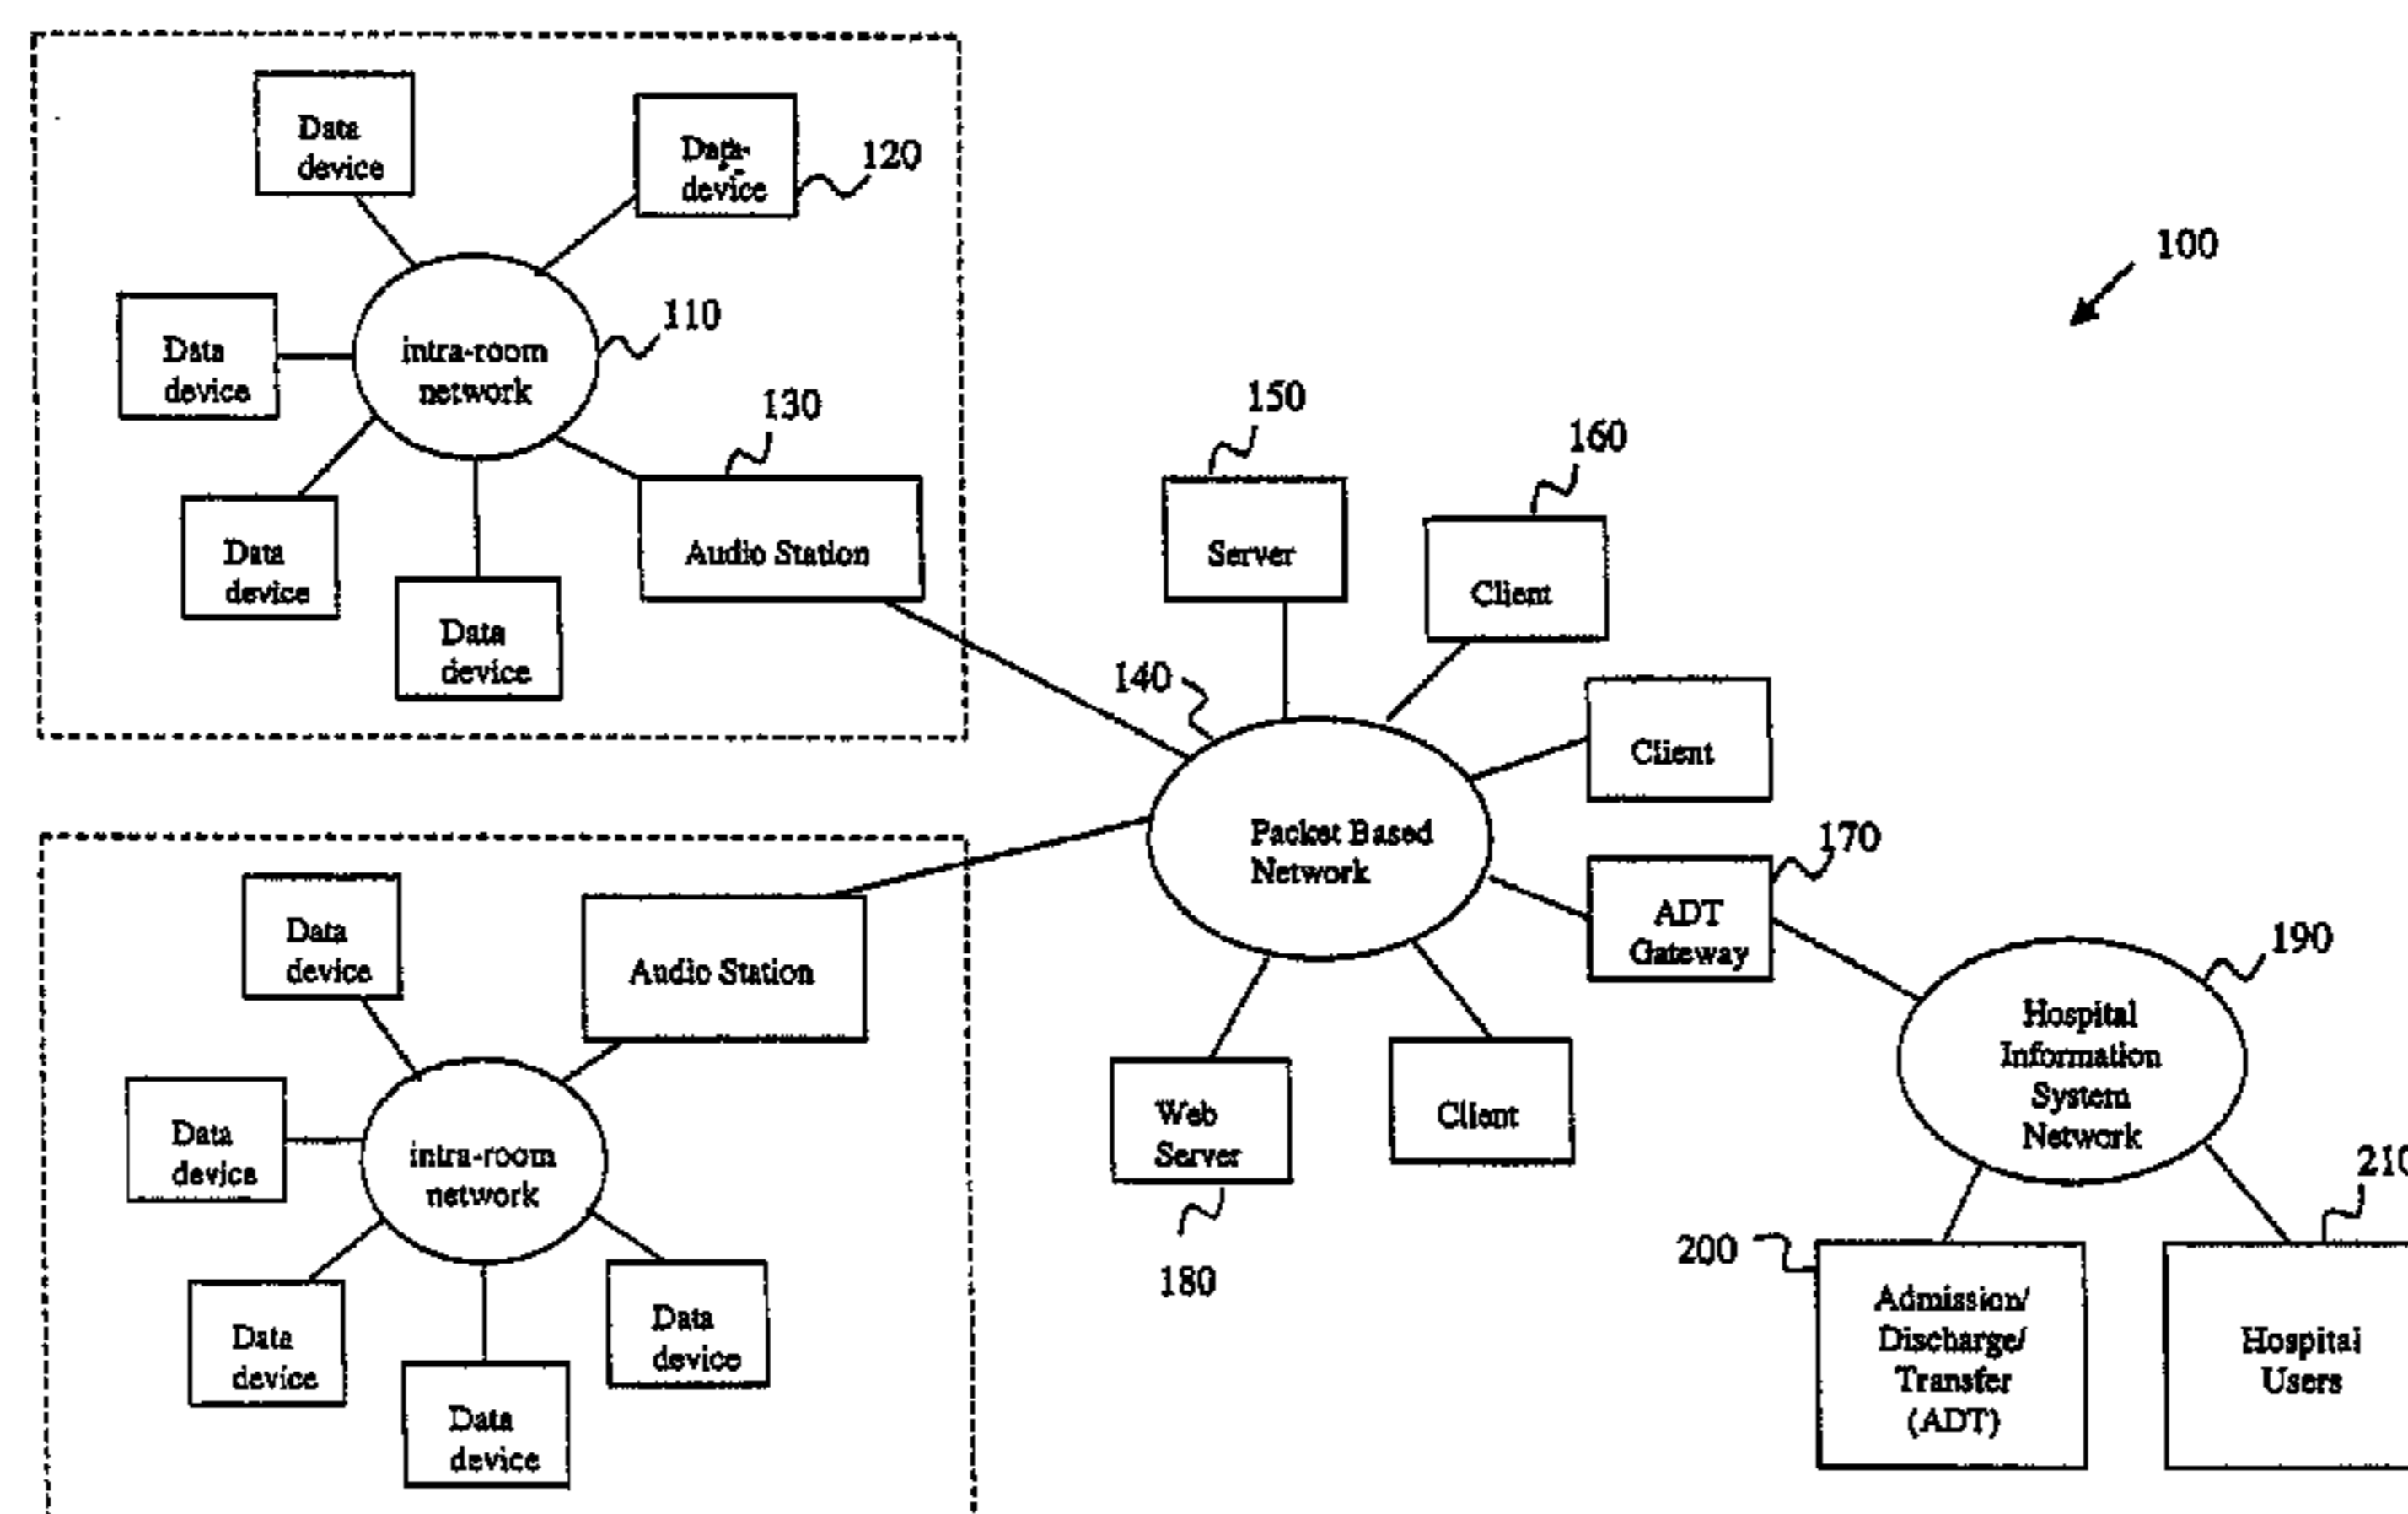 Data
device
Data
device
120
100
110
intra-room
network
Data
device
130
150
160
Audio Station
Server
Client
Data
device
Data
device
140
Client
Packet Based
Network
170
ADT
Gateway
190
Data
device
Audio Station
Hospital
Information
System
Network
Web
Server
Client
Data
device
intra-room
network
210
200
180
Admission/
Discharge/
Transfer
(ADT)
Hospital
Users
Data
device
Data
device
Data
device